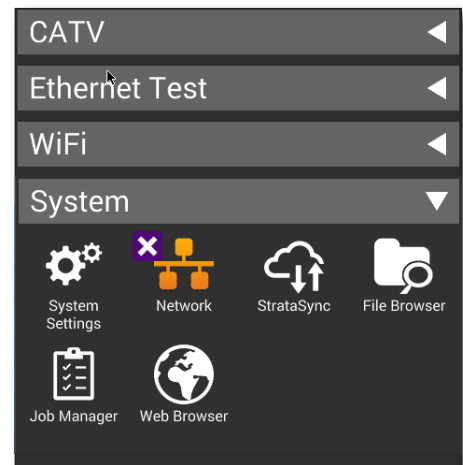 CATV
Ethernet Test
WiFi
System
System
Settings
Network
StrataSync
File Browser
Job Manager
Web Browser